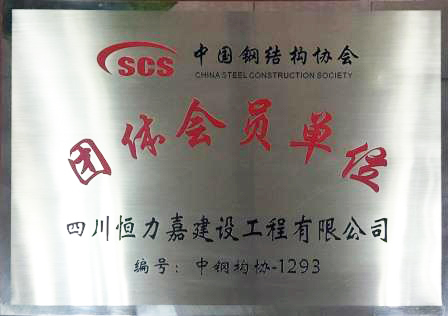 SCS 中国钢结构协会
CHINA STEEL CONSTRUCTION SOCIETY
团体会员单位
四川恒力嘉建设工程有限公司
编号：中钢构协-1293